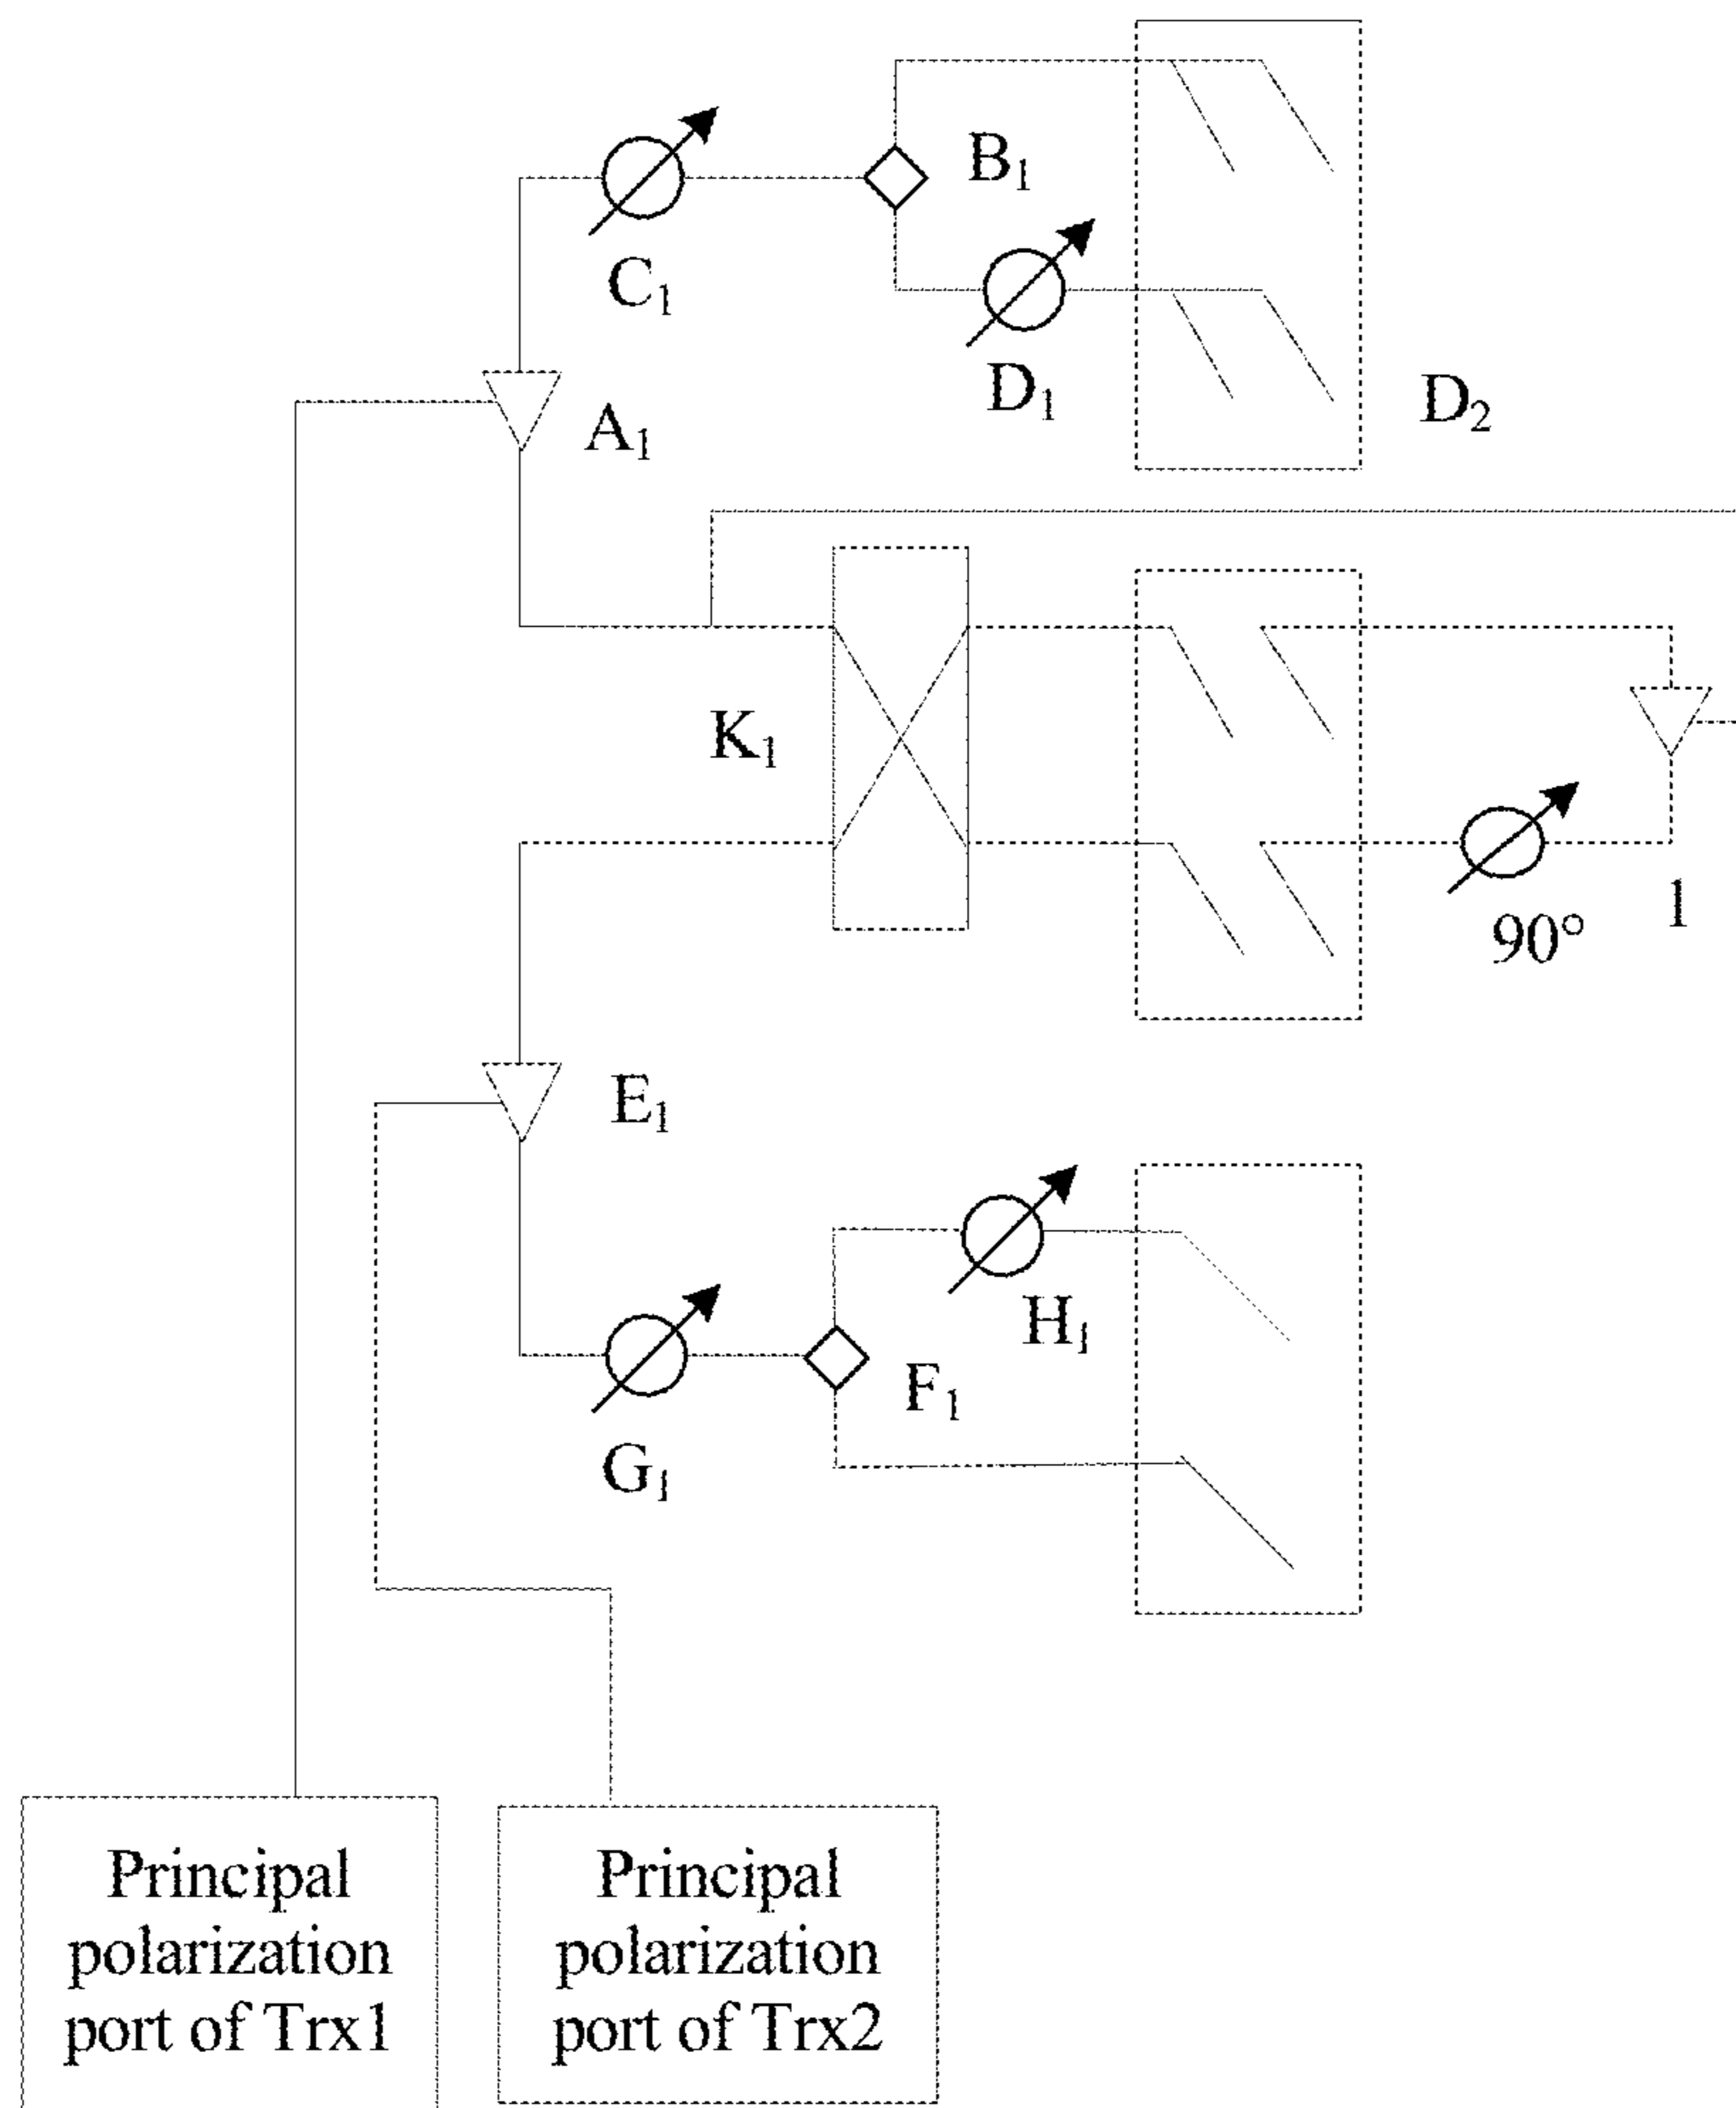 B₁
C₁
D₁
D₂
A₁
K₁
1
90°
E₁
H₁
F₁
G₁
Principal
polarization
port of Trx1
Principal
polarization
port of Trx2